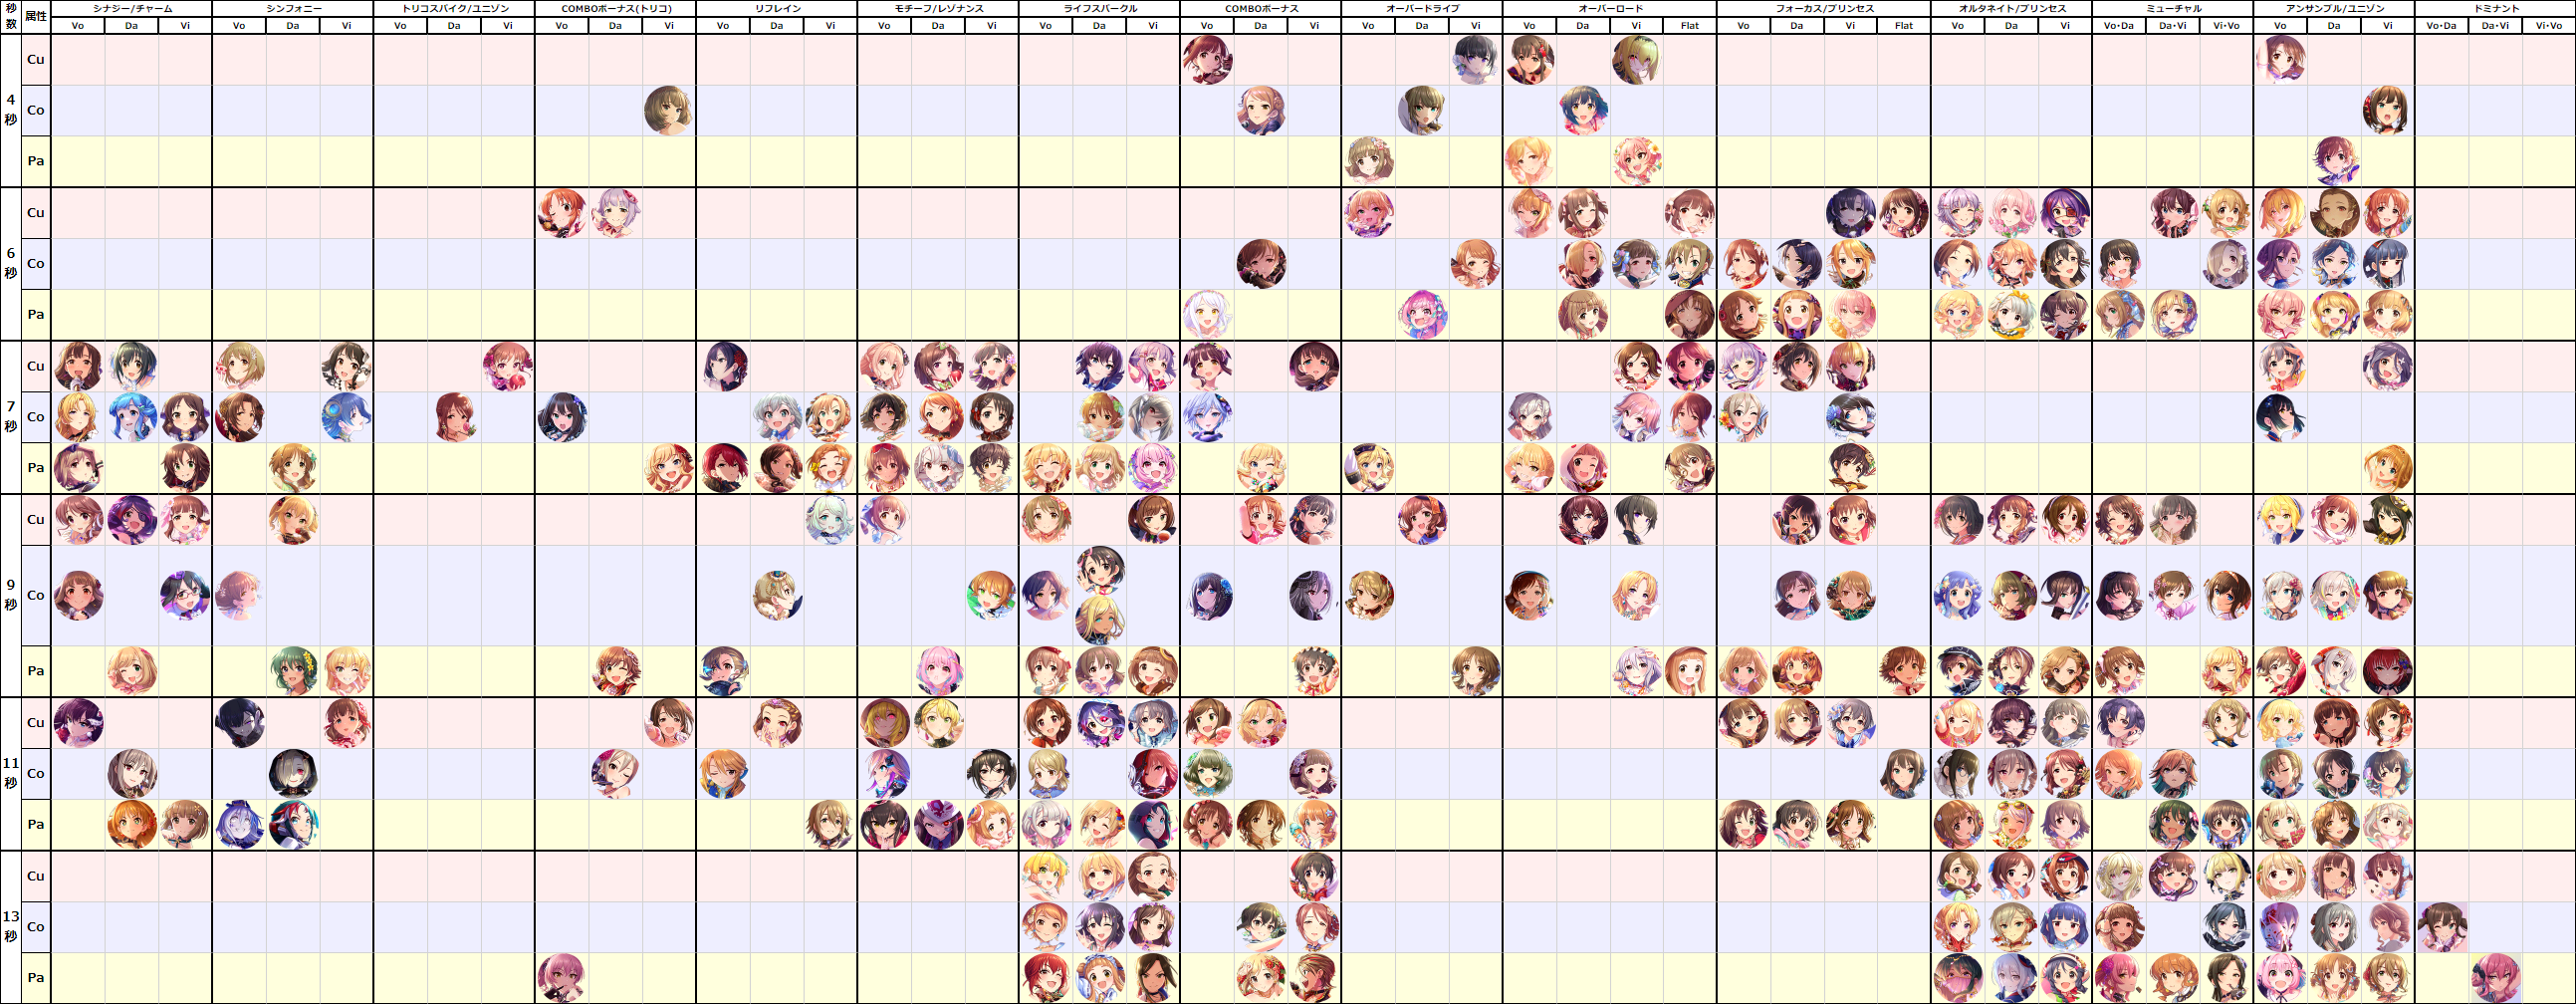 秒数 属性 シナジー/チャーム シンフォニー トリコスパイク/ユニゾン COMBOボーナス(トリコ) リフレイン モチーフ/レゾナンス ライフスパークル COMBOボーナス オーバードライブ オーバーロード フォーカス/プリンセス オルタネイト/プリンセス ミューチャル アンサンブル/ユニゾン ドミナント
Vo Da Vi Vo Da Vi Vo Da Vi Vo Da Vi Vo Da Vi Vo Da Vi Vo Da Vi Vo Da Vi Vo Da Vi Vo Da Vi Flat Vo Da Vi Flat Vo Da Vi Vo･Da Da･Vi Vi･Vo Vo Da Vi Vo･Da Da･Vi Vi･Vo
4秒
Cu
Co
Pa
6秒
Cu
Co
Pa
7秒
Cu
Co
Pa
9秒
Cu
Co
Pa
11秒
Cu
Co
Pa
13秒
Cu
Co
Pa